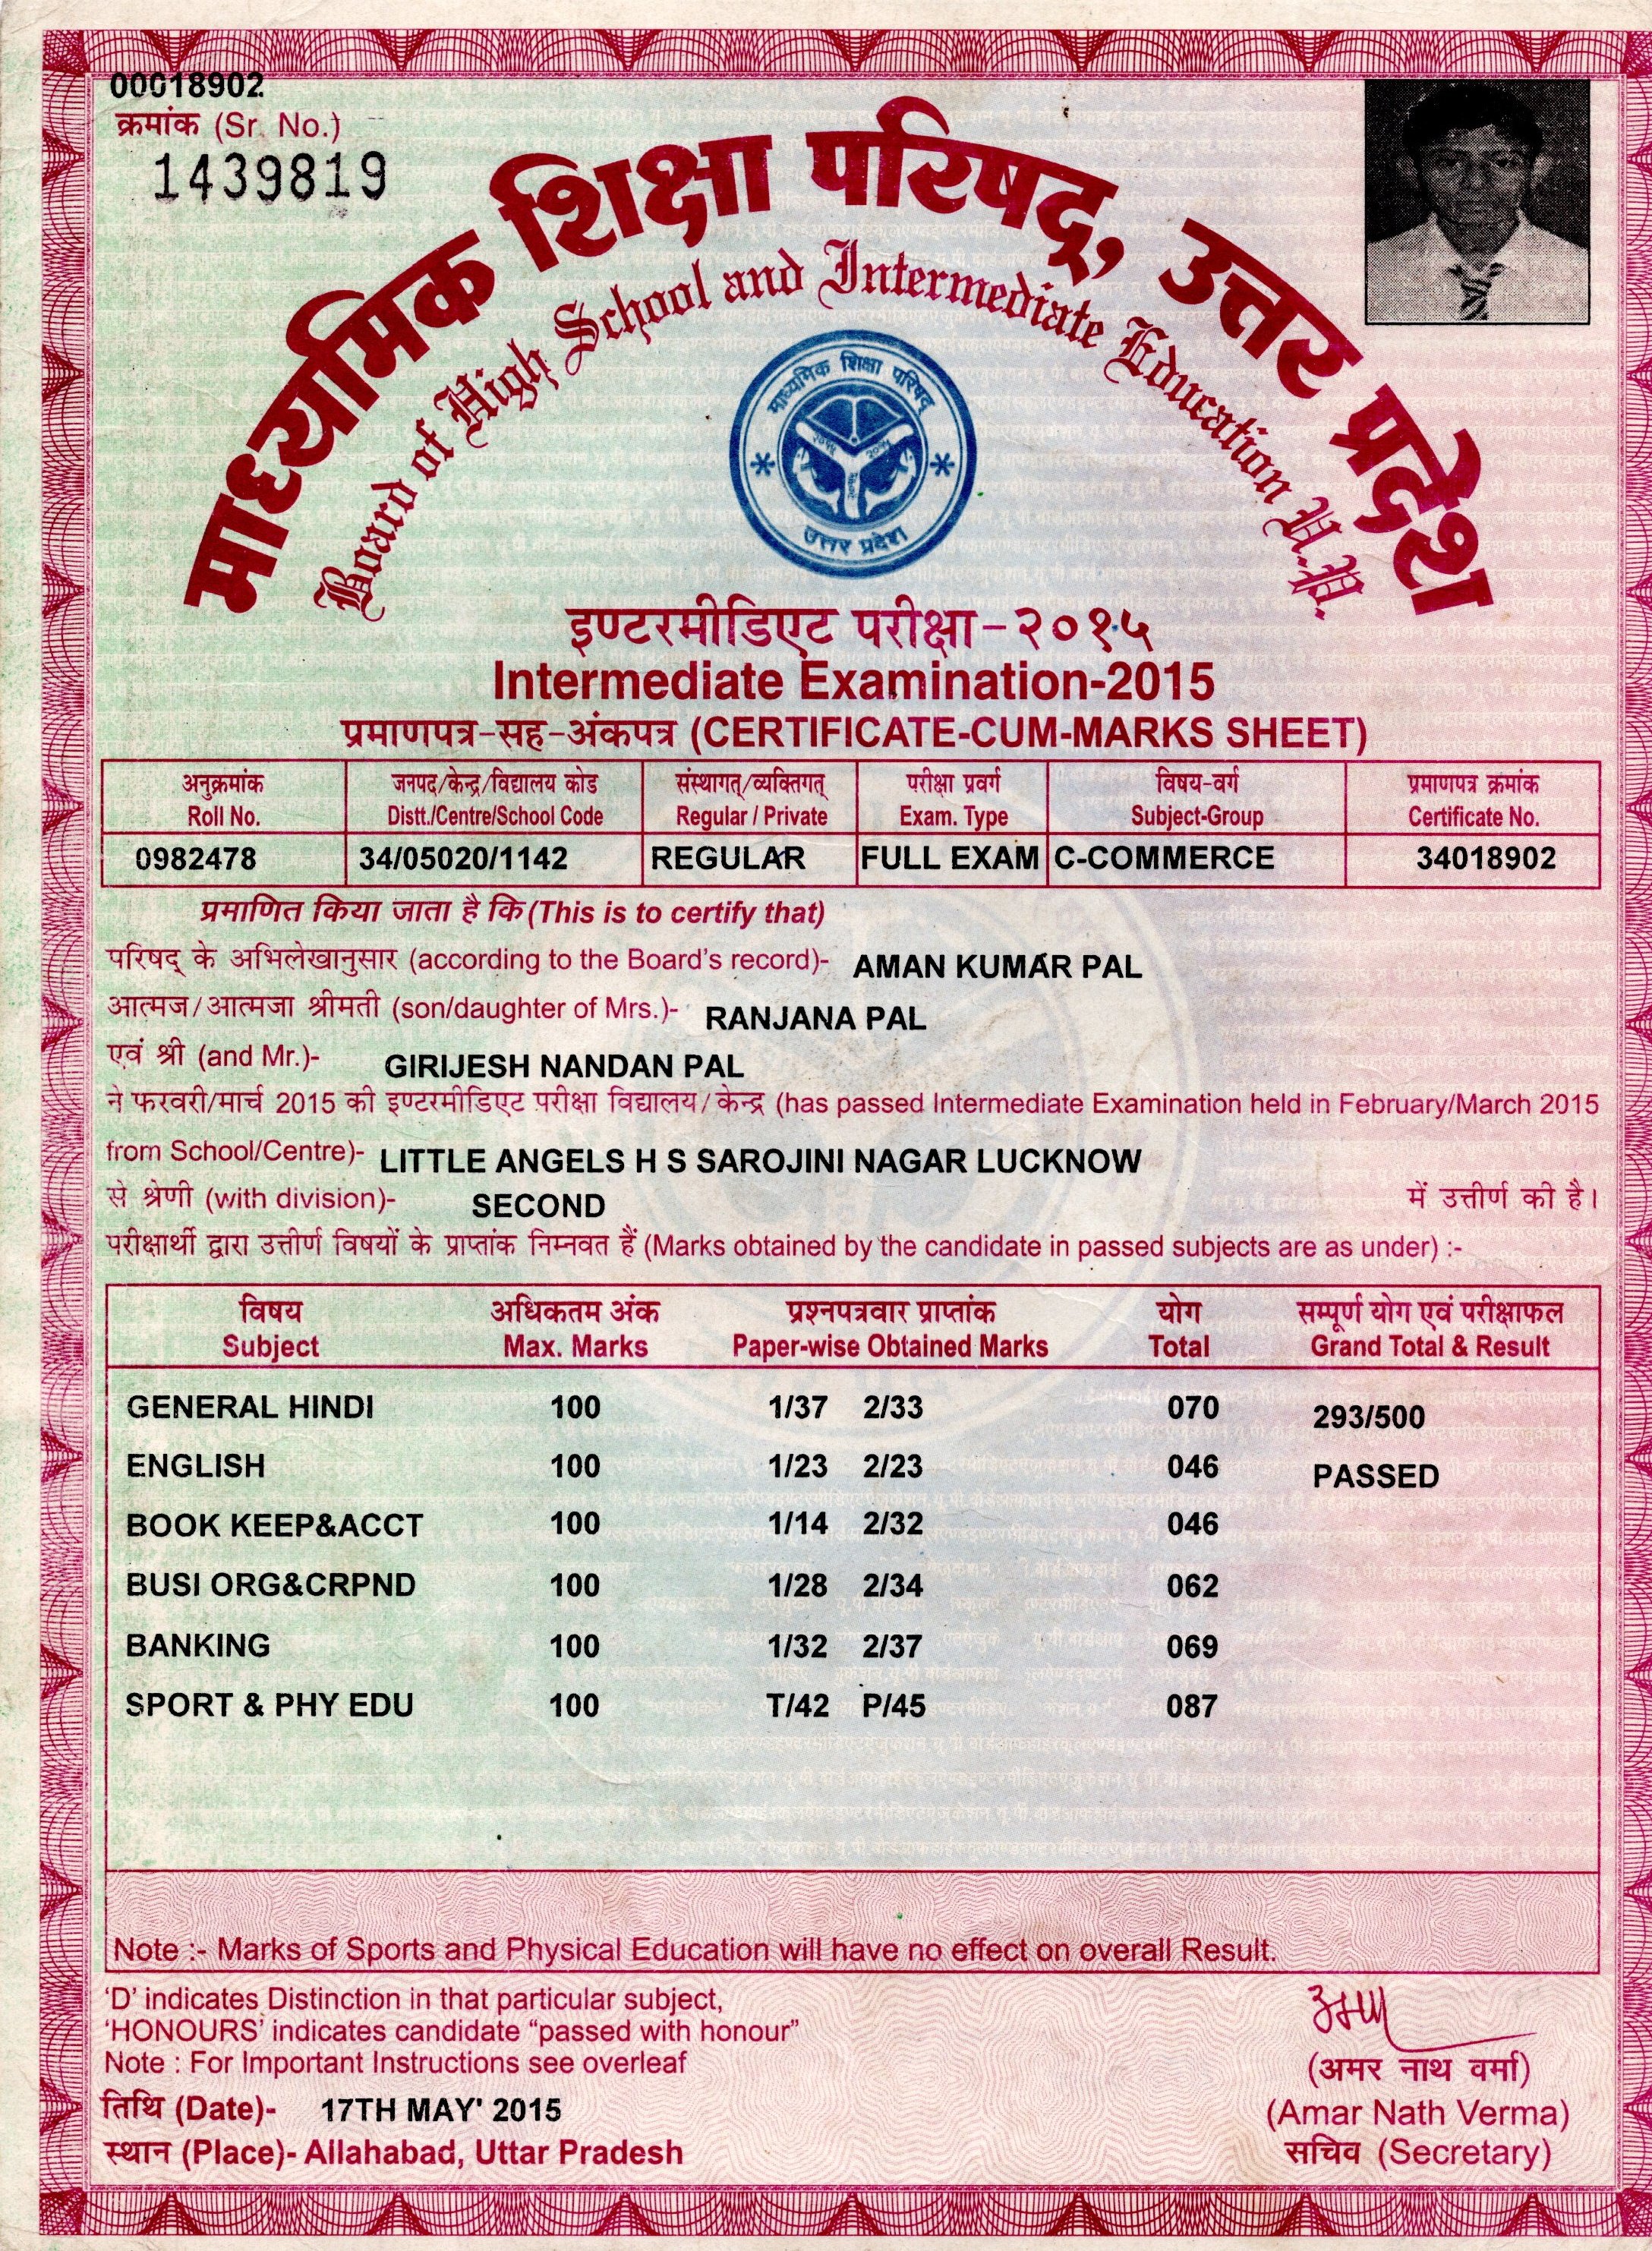 00018902
क्रमांक (Sr. No.)
1439819
माध्यमिक शिक्षा परिषद्, उत्तर प्रदेश
Board of High School and Intermediate Education U.P.
माध्यमिक शिक्षा परिषद्
उत्तर प्रदेश
इण्टरमीडिएट परीक्षा-२०१५
Intermediate Examination-2015
प्रमाणपत्र-सह-अंकपत्र (CERTIFICATE-CUM-MARKS SHEET)
अनुक्रमांक जनपद/केन्द्र/विद्यालय कोड संस्थागत्/व्यक्तिगत् परीक्षा प्रवर्ग विषय-वर्ग प्रमाणपत्र क्रमांक
Roll No. Distt./Centre/School Code Regular / Private Exam. Type Subject-Group Certificate No.
0982478 34/05020/1142 REGULAR FULL EXAM C-COMMERCE 34018902
प्रमाणित किया जाता है कि (This is to certify that)
परिषद् के अभिलेखानुसार (according to the Board's record)- AMAN KUMAR PAL
आत्मज/आत्मजा श्रीमती (son/daughter of Mrs.)- RANJANA PAL
एवं श्री (and Mr.)- GIRIJESH NANDAN PAL
ने फरवरी/मार्च 2015 की इण्टरमीडिएट परीक्षा विद्यालय/केन्द्र (has passed Intermediate Examination held in February/March 2015
from School/Centre)- LITTLE ANGELS H S SAROJINI NAGAR LUCKNOW
से श्रेणी (with division)- SECOND में उत्तीर्ण की है।
परीक्षार्थी द्वारा उत्तीर्ण विषयों के प्राप्तांक निम्नवत हैं (Marks obtained by the candidate in passed subjects are as under) :-
विषय अधिकतम अंक प्रश्नपत्रवार प्राप्तांक योग सम्पूर्ण योग एवं परीक्षाफल
Subject Max. Marks Paper-wise Obtained Marks Total Grand Total & Result
GENERAL HINDI 100 1/37 2/33 070 293/500
ENGLISH 100 1/23 2/23 046 PASSED
BOOK KEEP&ACCT 100 1/14 2/32 046
BUSI ORG&CRPND 100 1/28 2/34 062
BANKING 100 1/32 2/37 069
SPORT & PHY EDU 100 T/42 P/45 087
Note :- Marks of Sports and Physical Education will have no effect on overall Result.
'D' indicates Distinction in that particular subject,
'HONOURS' indicates candidate "passed with honour"
Note : For Important Instructions see overleaf
तिथि (Date)- 17TH MAY' 2015
स्थान (Place)- Allahabad, Uttar Pradesh
(अमर नाथ वर्मा)
(Amar Nath Verma)
सचिव (Secretary)